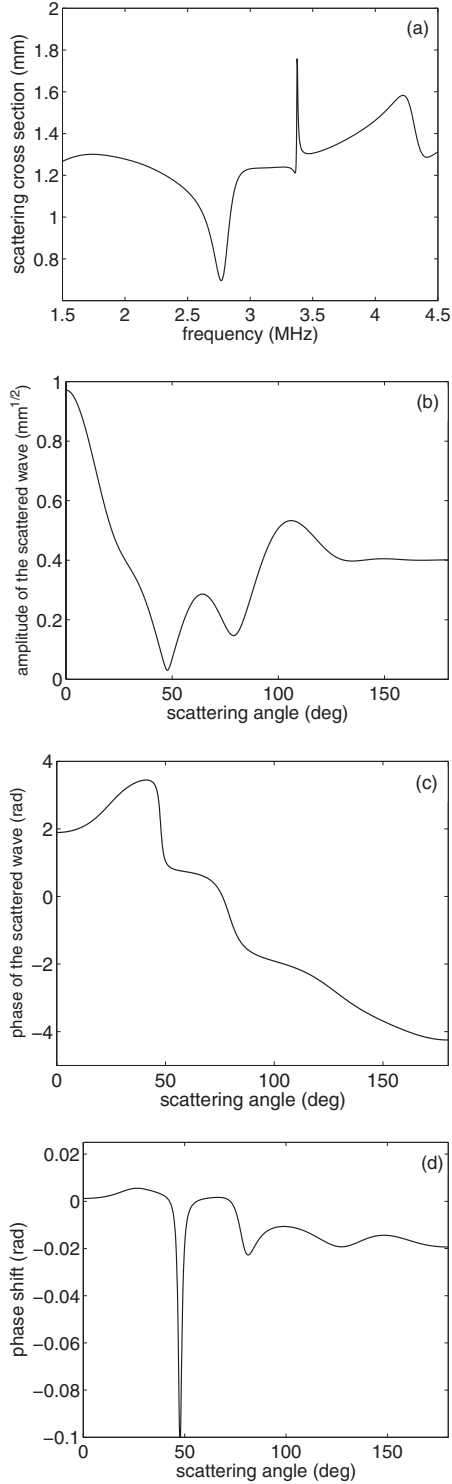 (a)
scattering cross section (mm)
2
1.8
1.6
1.4
1.2
1
0.8
1.5 2 2.5 3 3.5 4 4.5
frequency (MHz)
(b)
amplitude of the scattered wave (mm1/2)
1
0.8
0.6
0.4
0.2
0
0 50 100 150
scattering angle (deg)
(c)
phase of the scattered wave (rad)
4
2
0
−2
−4
0 50 100 150
scattering angle (deg)
(d)
phase shift (rad)
0.02
0
−0.02
−0.04
−0.06
−0.08
−0.1
0 50 100 150
scattering angle (deg)